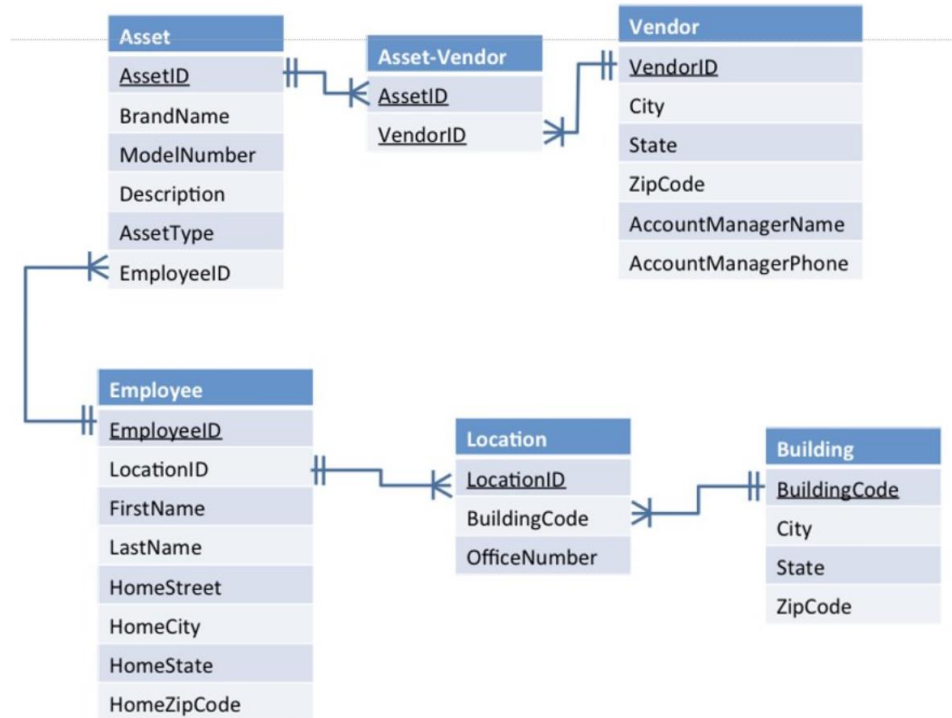 Asset
AssetID
BrandName
ModelNumber
Description
AssetType
EmployeeID
Asset-Vendor
AssetID
VendorID
Vendor
VendorID
City
State
ZipCode
AccountManagerName
AccountManagerPhone
Employee
EmployeeID
LocationID
FirstName
LastName
HomeStreet
HomeCity
HomeState
HomeZipCode
Location
LocationID
BuildingCode
OfficeNumber
Building
BuildingCode
City
State
ZipCode